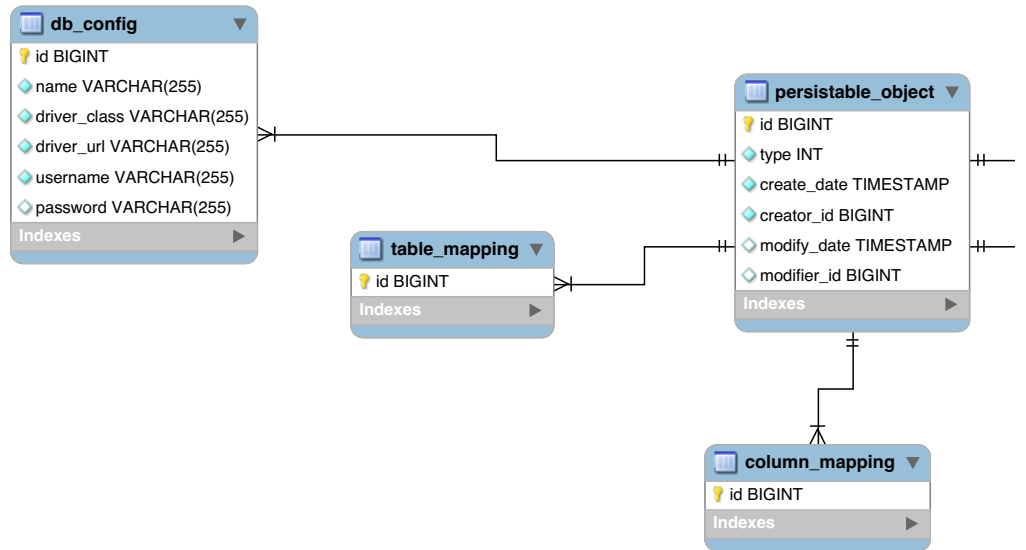 db_config
id BIGINT
name VARCHAR(255)
driver_class VARCHAR(255)
driver_url VARCHAR(255)
username VARCHAR(255)
password VARCHAR(255)
Indexes
persistable_object
id BIGINT
type INT
create_date TIMESTAMP
creator_id BIGINT
modify_date TIMESTAMP
modifier_id BIGINT
Indexes
table_mapping
id BIGINT
Indexes
column_mapping
id BIGINT
Indexes